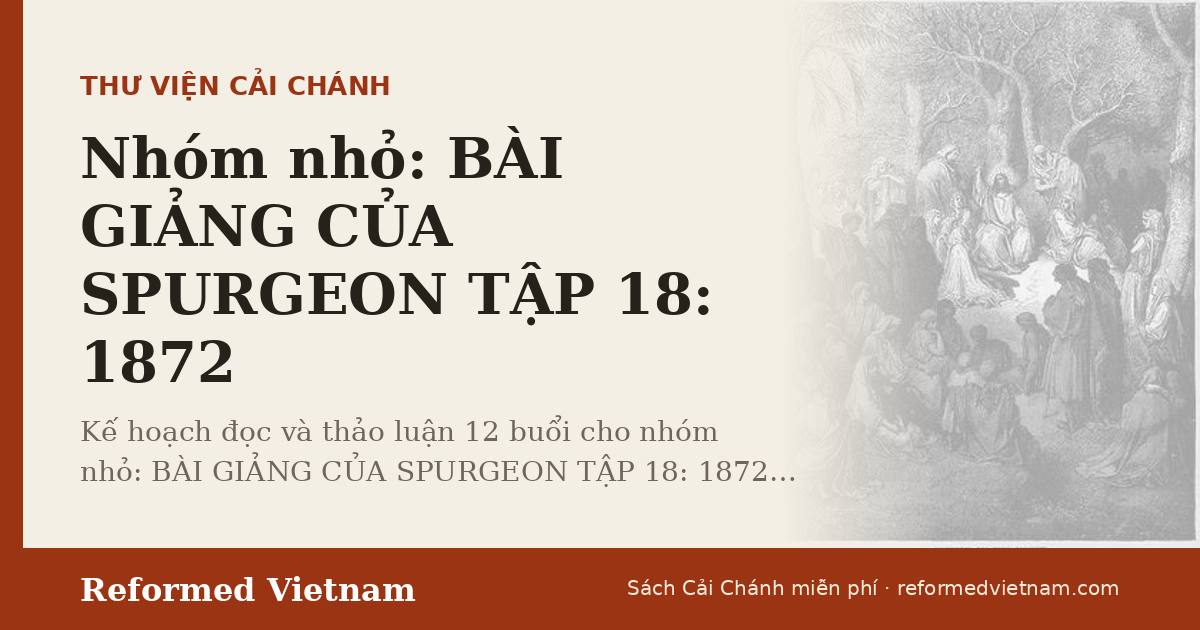 THƯ VIỆN CẢI CHÁNH
Nhóm nhỏ: BÀI
GIẢNG CỦA
SPURGEON TẬP 18:
1872
Kế hoạch đọc và thảo luận 12 buổi cho nhóm
nhỏ: BÀI GIẢNG CỦA SPURGEON TẬP 18: 1872...
Reformed Vietnam
Sách Cải Chánh miễn phí · reformedvietnam.com